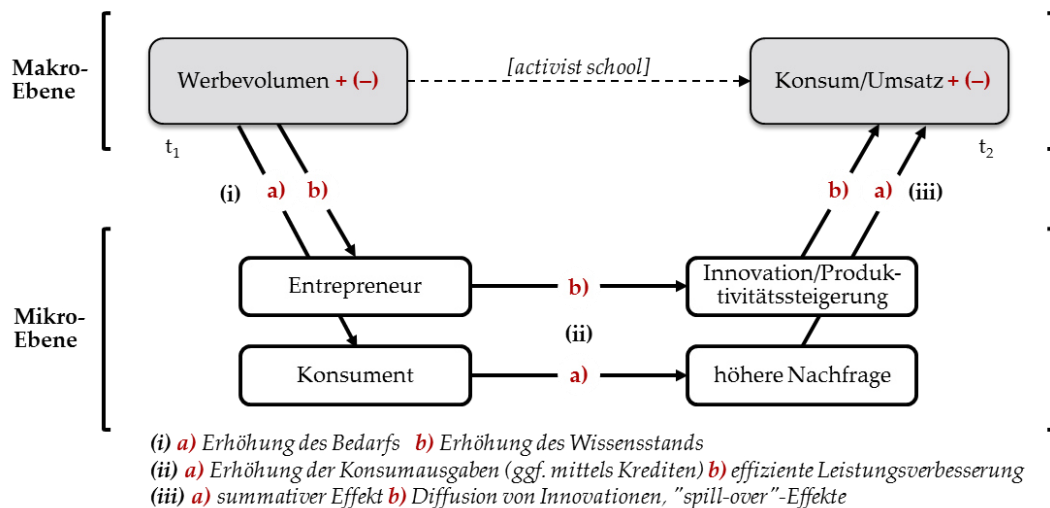 Makro-
Ebene
Werbevolumen + (–)
[activist school]
Konsum/Umsatz + (–)
t1
t2
(i)
a)
b)
b)
a)
(iii)
Mikro-
Ebene
Entrepreneur
b)
Innovation/Produk-
tivitätssteigerung
(ii)
Konsument
a)
höhere Nachfrage
(i) a) Erhöhung des Bedarfs b) Erhöhung des Wissensstands
(ii) a) Erhöhung der Konsumausgaben (ggf. mittels Krediten) b) effiziente Leistungsverbesserung
(iii) a) summativer Effekt b) Diffusion von Innovationen, "spill-over"-Effekte